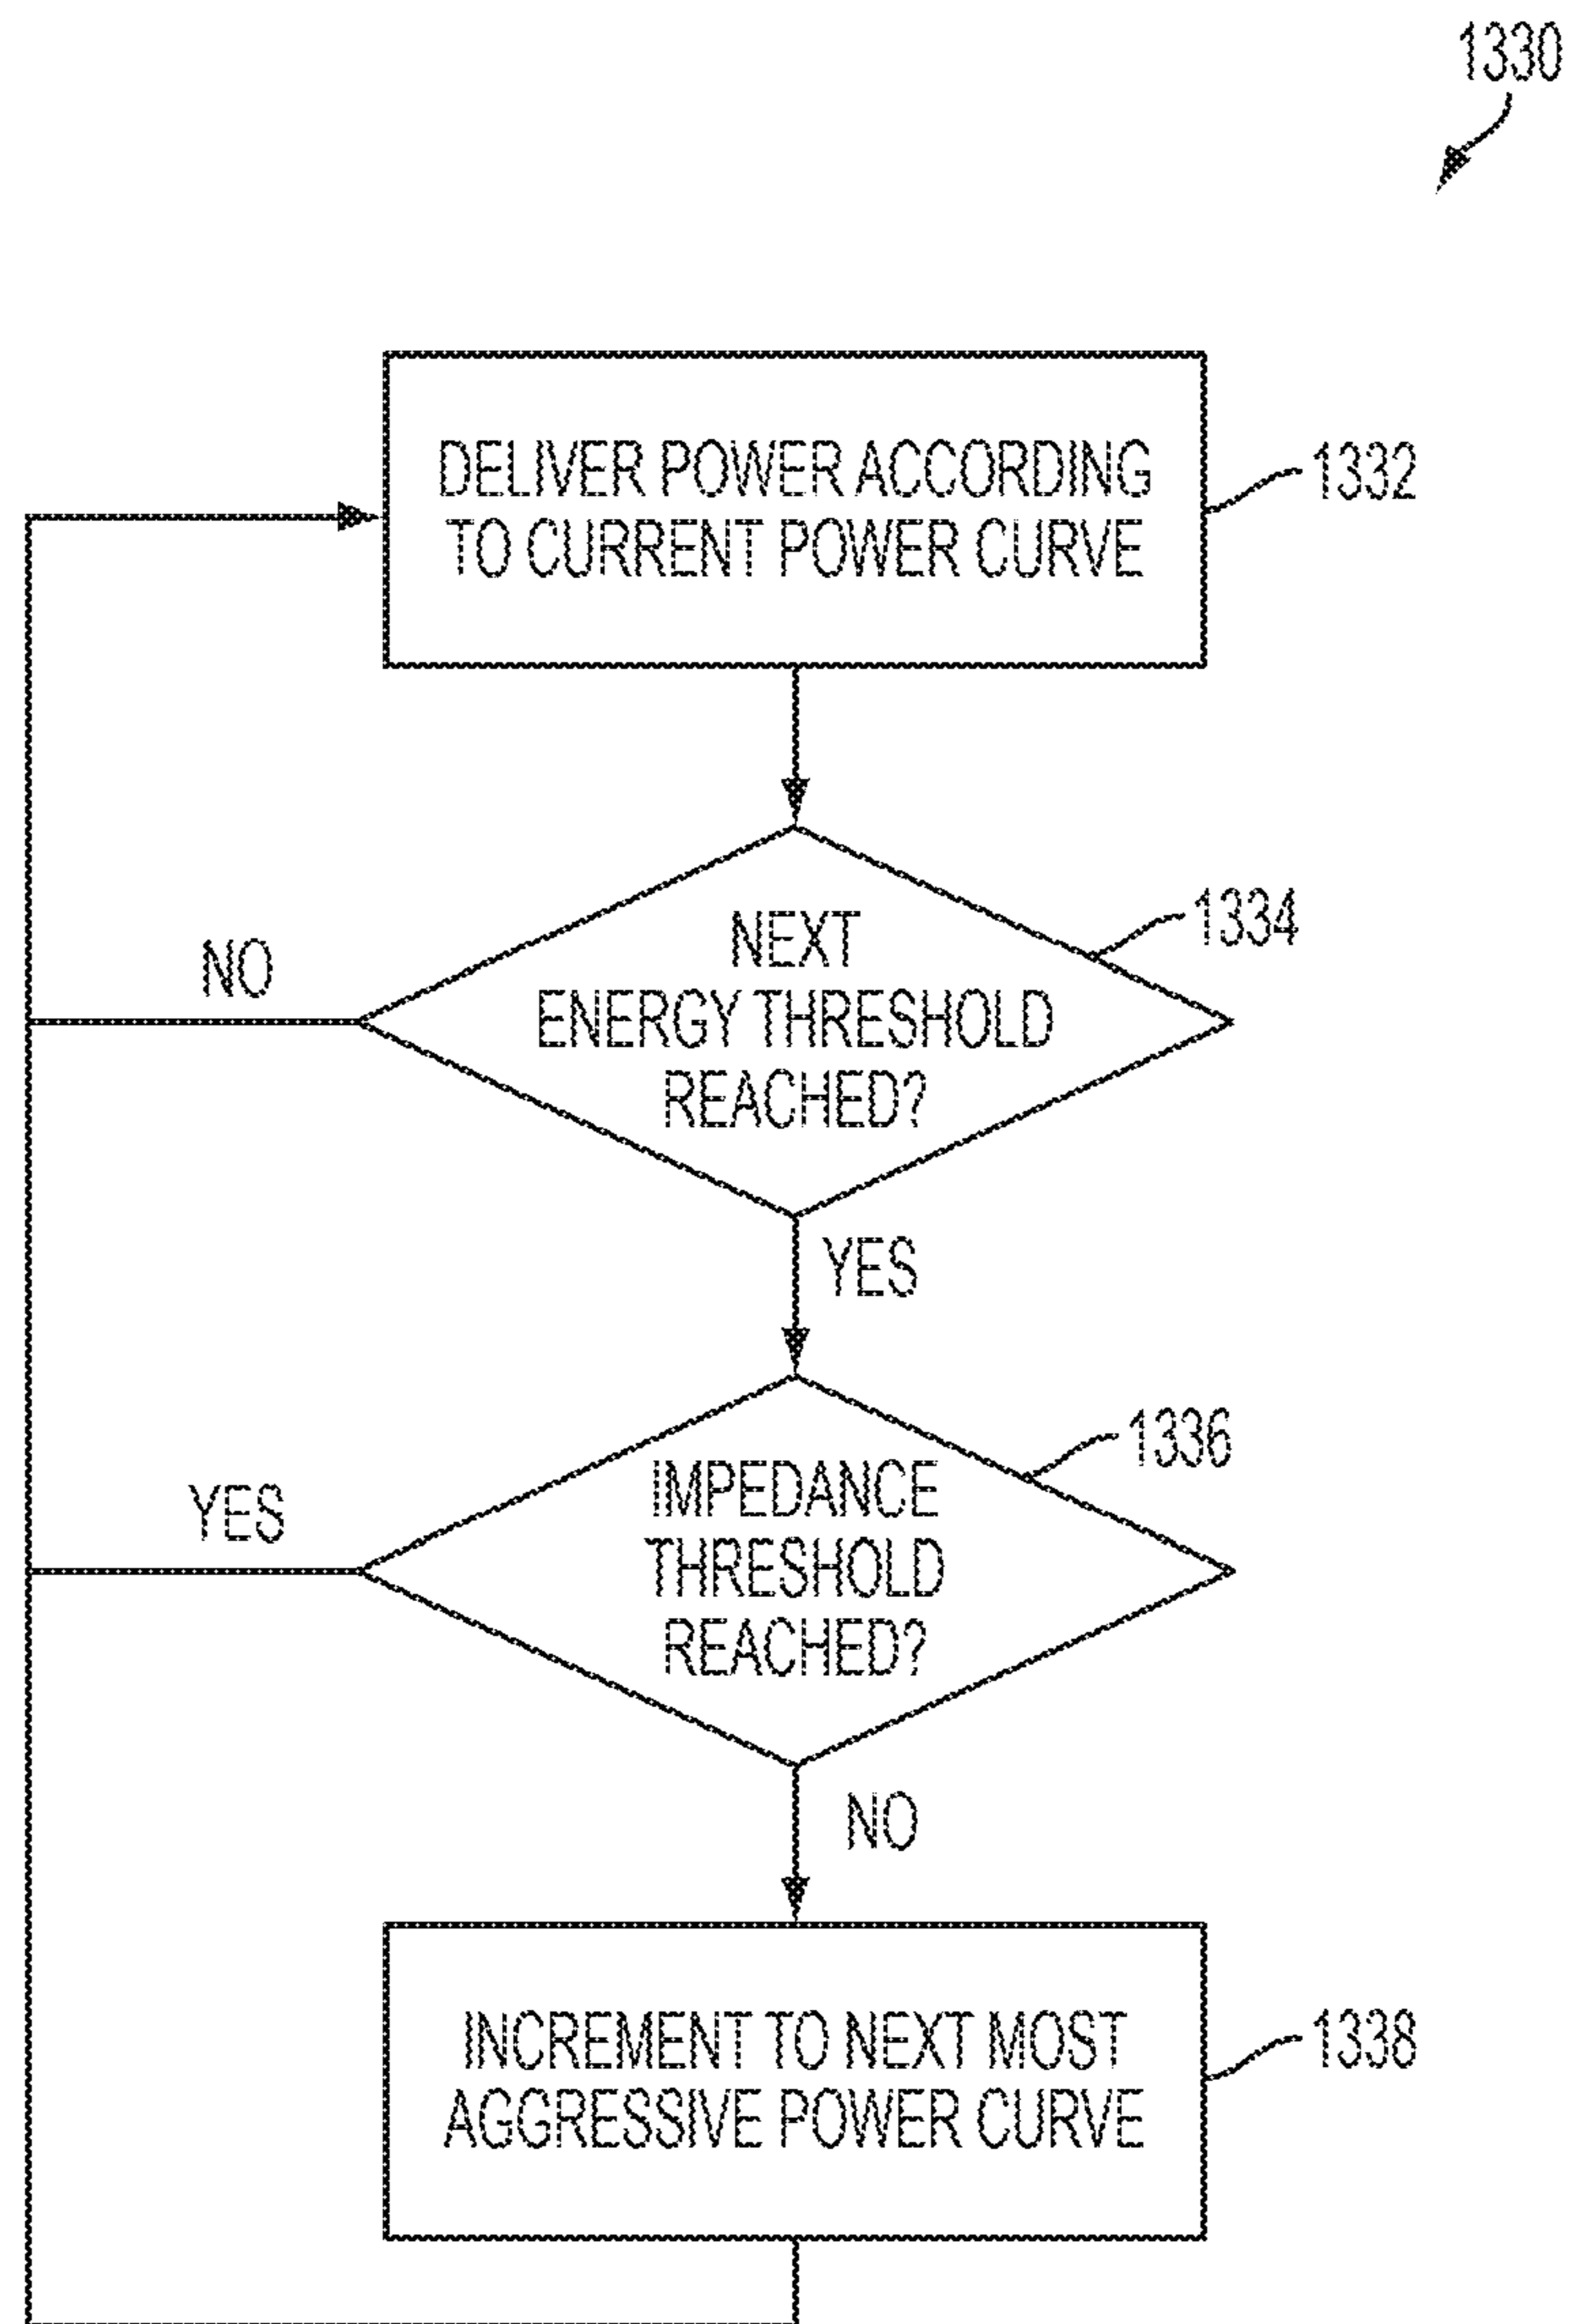 1330
DELIVER POWER ACCORDING
TO CURRENT POWER CURVE
1332
NEXT
ENERGY THRESHOLD
REACHED?
1334
NO
YES
IMPEDANCE
THRESHOLD
REACHED?
1336
YES
NO
INCREMENT TO NEXT MOST
AGGRESSIVE POWER CURVE
1338